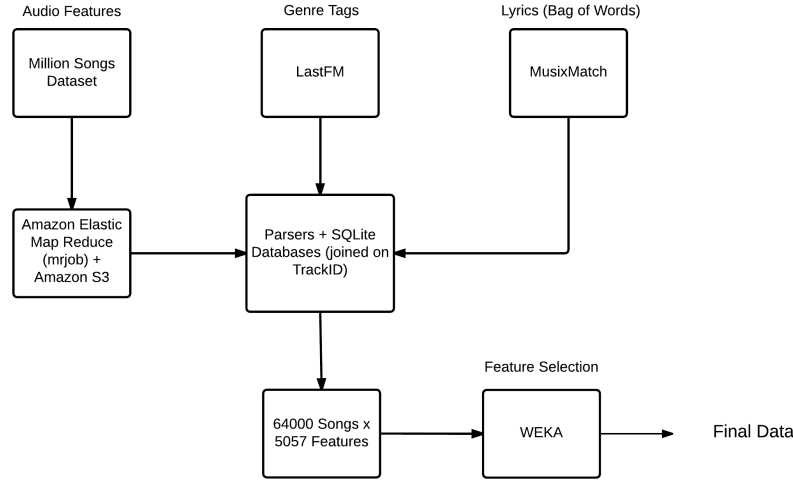 Audio Features
Genre Tags
Lyrics (Bag of Words)
Million Songs
Dataset
LastFM
MusixMatch
Amazon Elastic
Map Reduce
(mrjob) +
Amazon S3
Parsers + SQLite
Databases (joined on
TrackID)
Feature Selection
64000 Songs x
5057 Features
WEKA
Final Data